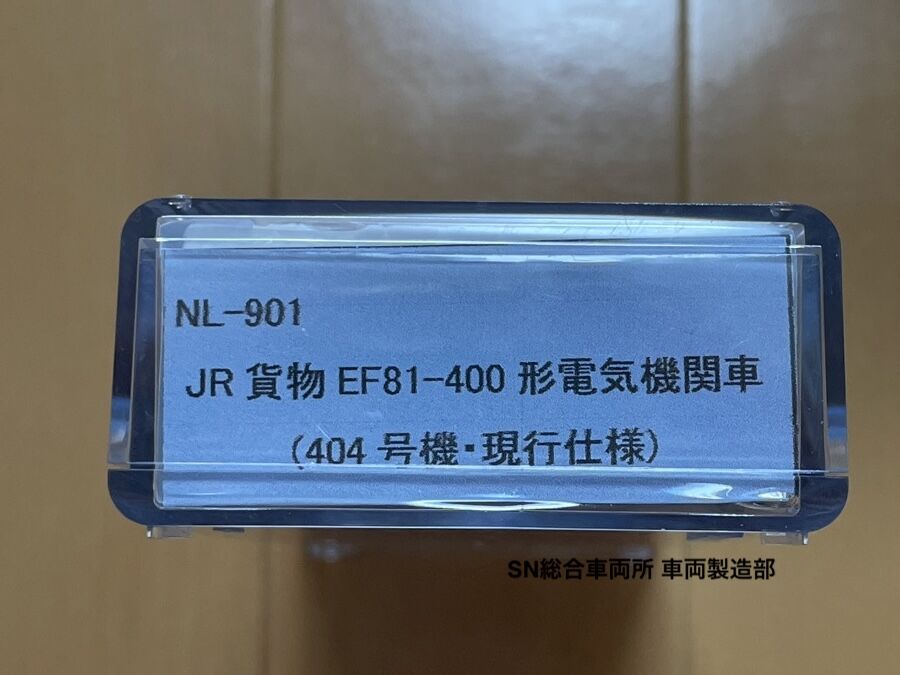 NL-901
JR 貨物 EF81-400 形電気機関車
(404 号機・現行仕様)
SN総合車両所 車両製造部